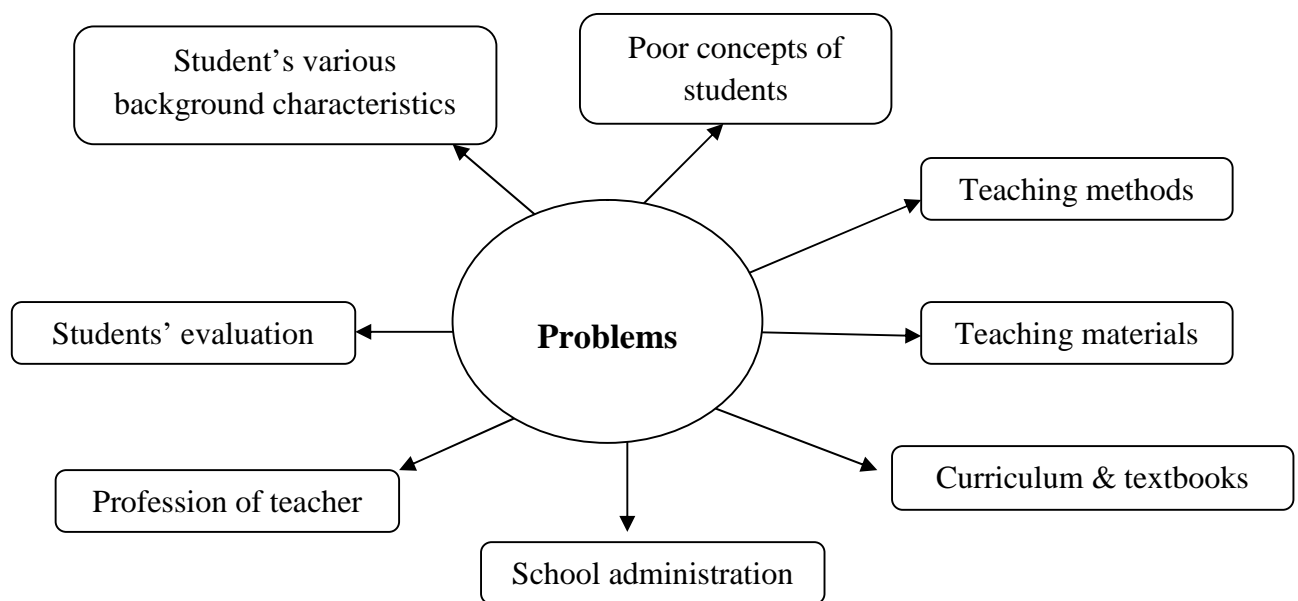 Student’s various
background characteristics
Poor concepts of
students
Teaching methods
Students’ evaluation
Problems
Teaching materials
Profession of teacher
Curriculum & textbooks
School administration